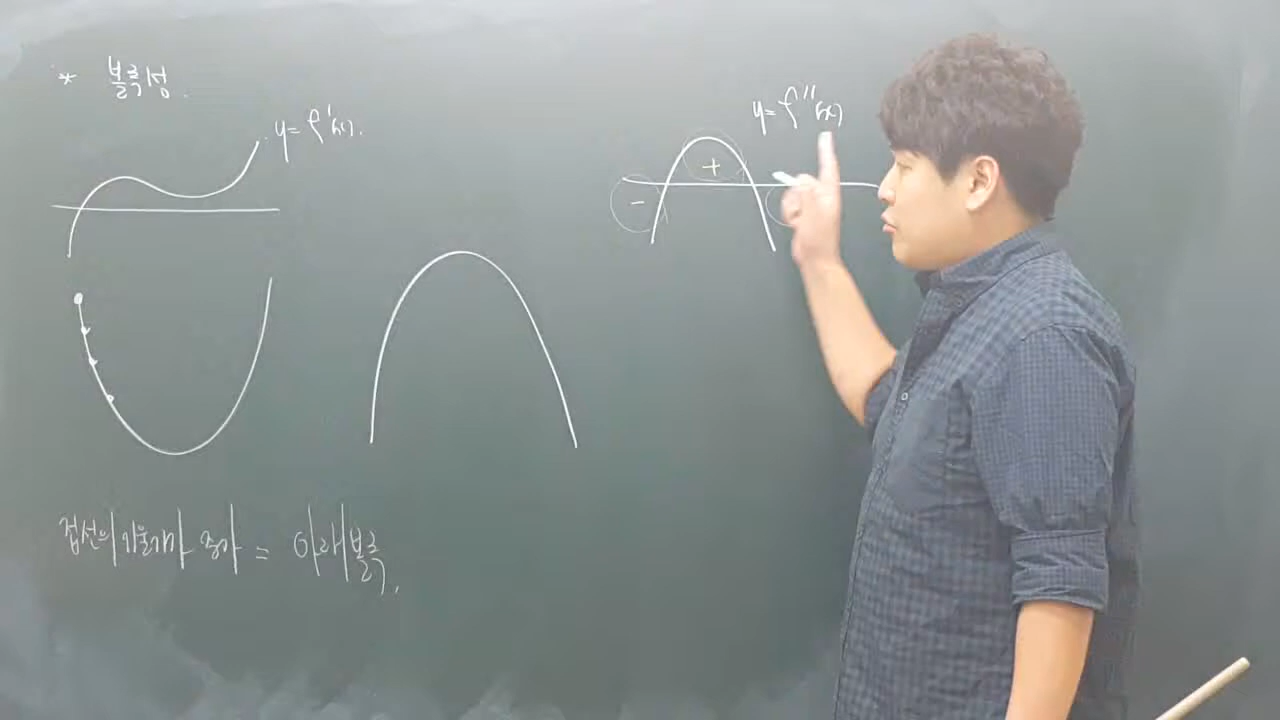 * 볼록성.
y = f'(x).
y = f''(x)
+
-
접선의 기울기가 증가 = 아래볼록.